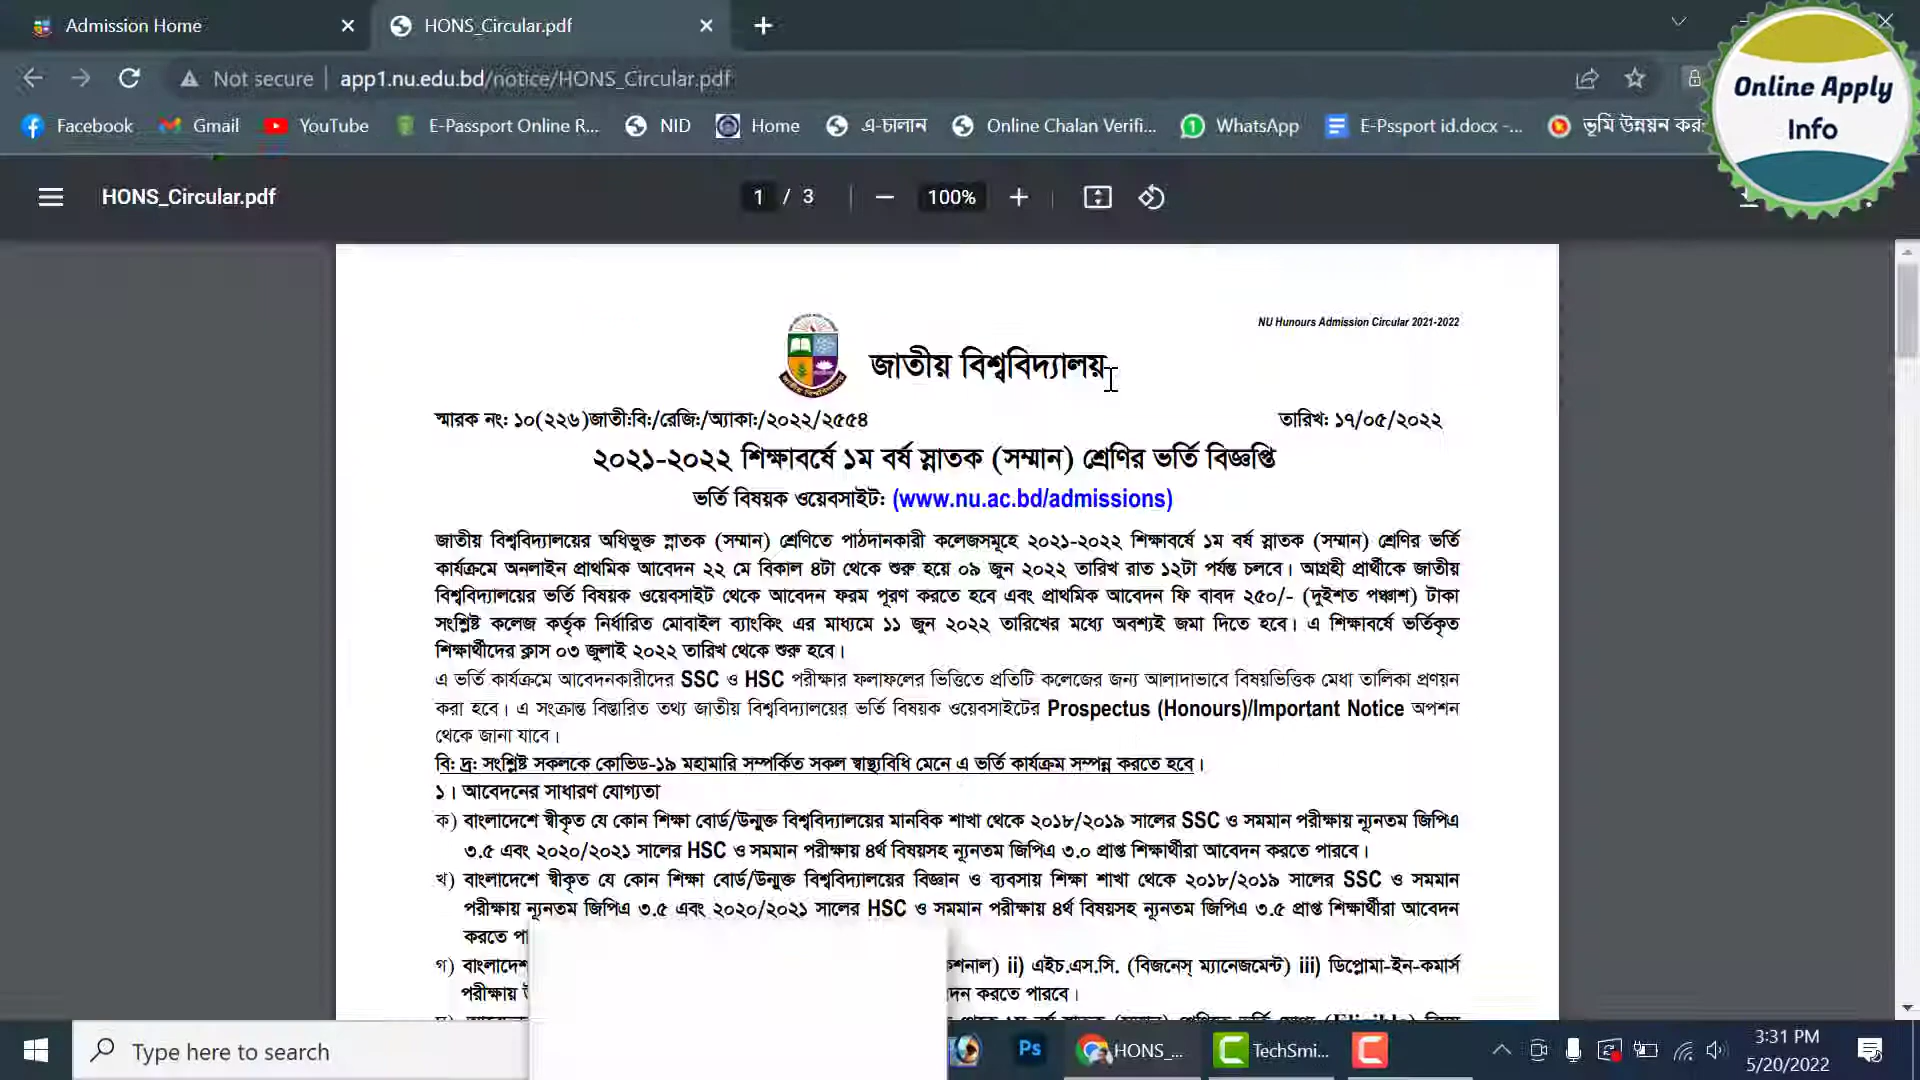 Admission Home
HONS_Circular.pdf
Not secure
app1.nu.edu.bd/notice/HONS_Circular.pdf
Online Apply
Info
Facebook
Gmail
YouTube
E-Passport Online R...
NID
Home
এ-চালান
Online Chalan Verifi...
WhatsApp
E-Pssport id.docx -...
ভূমি উন্নয়ন কর
HONS_Circular.pdf
1 / 3
100%
NU Hunours Admission Circular 2021-2022
জাতীয় বিশ্ববিদ্যালয়
স্মারক নং: ১০(২২৬)জাতী:বি:/রেজি:/অ্যাকা:/২০২২/২৫৫৪
তারিখ: ১৭/০৫/২০২২
২০২১-২০২২ শিক্ষাবর্ষে ১ম বর্ষ স্নাতক (সম্মান) শ্রেণির ভর্তি বিজ্ঞপ্তি
ভর্তি বিষয়ক ওয়েবসাইট: (www.nu.ac.bd/admissions)
জাতীয় বিশ্ববিদ্যালয়ের অধিভুক্ত স্নাতক (সম্মান) শ্রেণিতে পাঠদানকারী কলেজসমূহে ২০২১-২০২২ শিক্ষাবর্ষে ১ম বর্ষ স্নাতক (সম্মান) শ্রেণির ভর্তি
কার্যক্রমে অনলাইন প্রাথমিক আবেদন ২২ মে বিকাল ৪টা থেকে শুরু হয়ে ০৯ জুন ২০২২ তারিখ রাত ১২টা পর্যন্ত চলবে। আগ্রহী প্রার্থীকে জাতীয়
বিশ্ববিদ্যালয়ের ভর্তি বিষয়ক ওয়েবসাইট থেকে আবেদন ফরম পূরণ করতে হবে এবং প্রাথমিক আবেদন ফি বাবদ ২৫০/- (দুইশত পঞ্চাশ) টাকা
সংশ্লিষ্ট কলেজ কর্তৃক নির্ধারিত মোবাইল ব্যাংকিং এর মাধ্যমে ১১ জুন ২০২২ তারিখের মধ্যে অবশ্যই জমা দিতে হবে। এ শিক্ষাবর্ষে ভর্তিকৃত
শিক্ষার্থীদের ক্লাস ০৩ জুলাই ২০২২ তারিখ থেকে শুরু হবে।
এ ভর্তি কার্যক্রমে আবেদনকারীদের SSC ও HSC পরীক্ষার ফলাফলের ভিত্তিতে প্রতিটি কলেজের জন্য আলাদাভাবে বিষয়ভিত্তিক মেধা তালিকা প্রণয়ন
করা হবে। এ সংক্রান্ত বিস্তারিত তথ্য জাতীয় বিশ্ববিদ্যালয়ের ভর্তি বিষয়ক ওয়েবসাইটের Prospectus (Honours)/Important Notice অপশন
থেকে জানা যাবে।
বি: দ্র: সংশ্লিষ্ট সকলকে কোভিড-১৯ মহামারি সম্পর্কিত সকল স্বাস্থ্যবিধি মেনে এ ভর্তি কার্যক্রম সম্পন্ন করতে হবে।
১। আবেদনের সাধারণ যোগ্যতা
ক) বাংলাদেশে স্বীকৃত যে কোন শিক্ষা বোর্ড/উন্মুক্ত বিশ্ববিদ্যালয়ের মানবিক শাখা থেকে ২০১৮/২০১৯ সালের SSC ও সমমান পরীক্ষায় ন্যূনতম জিপিএ
৩.৫ এবং ২০২০/২০২১ সালের HSC ও সমমান পরীক্ষায় ৪র্থ বিষয়সহ ন্যূনতম জিপিএ ৩.০ প্রাপ্ত শিক্ষার্থীরা আবেদন করতে পারবে।
খ) বাংলাদেশে স্বীকৃত যে কোন শিক্ষা বোর্ড/উন্মুক্ত বিশ্ববিদ্যালয়ের বিজ্ঞান ও ব্যবসায় শিক্ষা শাখা থেকে ২০১৮/২০১৯ সালের SSC ও সমমান
পরীক্ষায় ন্যূনতম জিপিএ ৩.৫ এবং ২০২০/২০২১ সালের HSC ও সমমান পরীক্ষায় ৪র্থ বিষয়সহ ন্যূনতম জিপিএ ৩.৫ প্রাপ্ত শিক্ষার্থীরা আবেদন
করতে
গ) বাংলাদেশ ii) এইচ.এস.সি. (বিজনেস্ ম্যানেজমেন্ট) iii) ডিপ্লোমা-ইন-কমার্স
পরীক্ষায় করতে পারবে।
Type here to search
Ps
HONS_...
TechSmi...
3:31 PM
5/20/2022